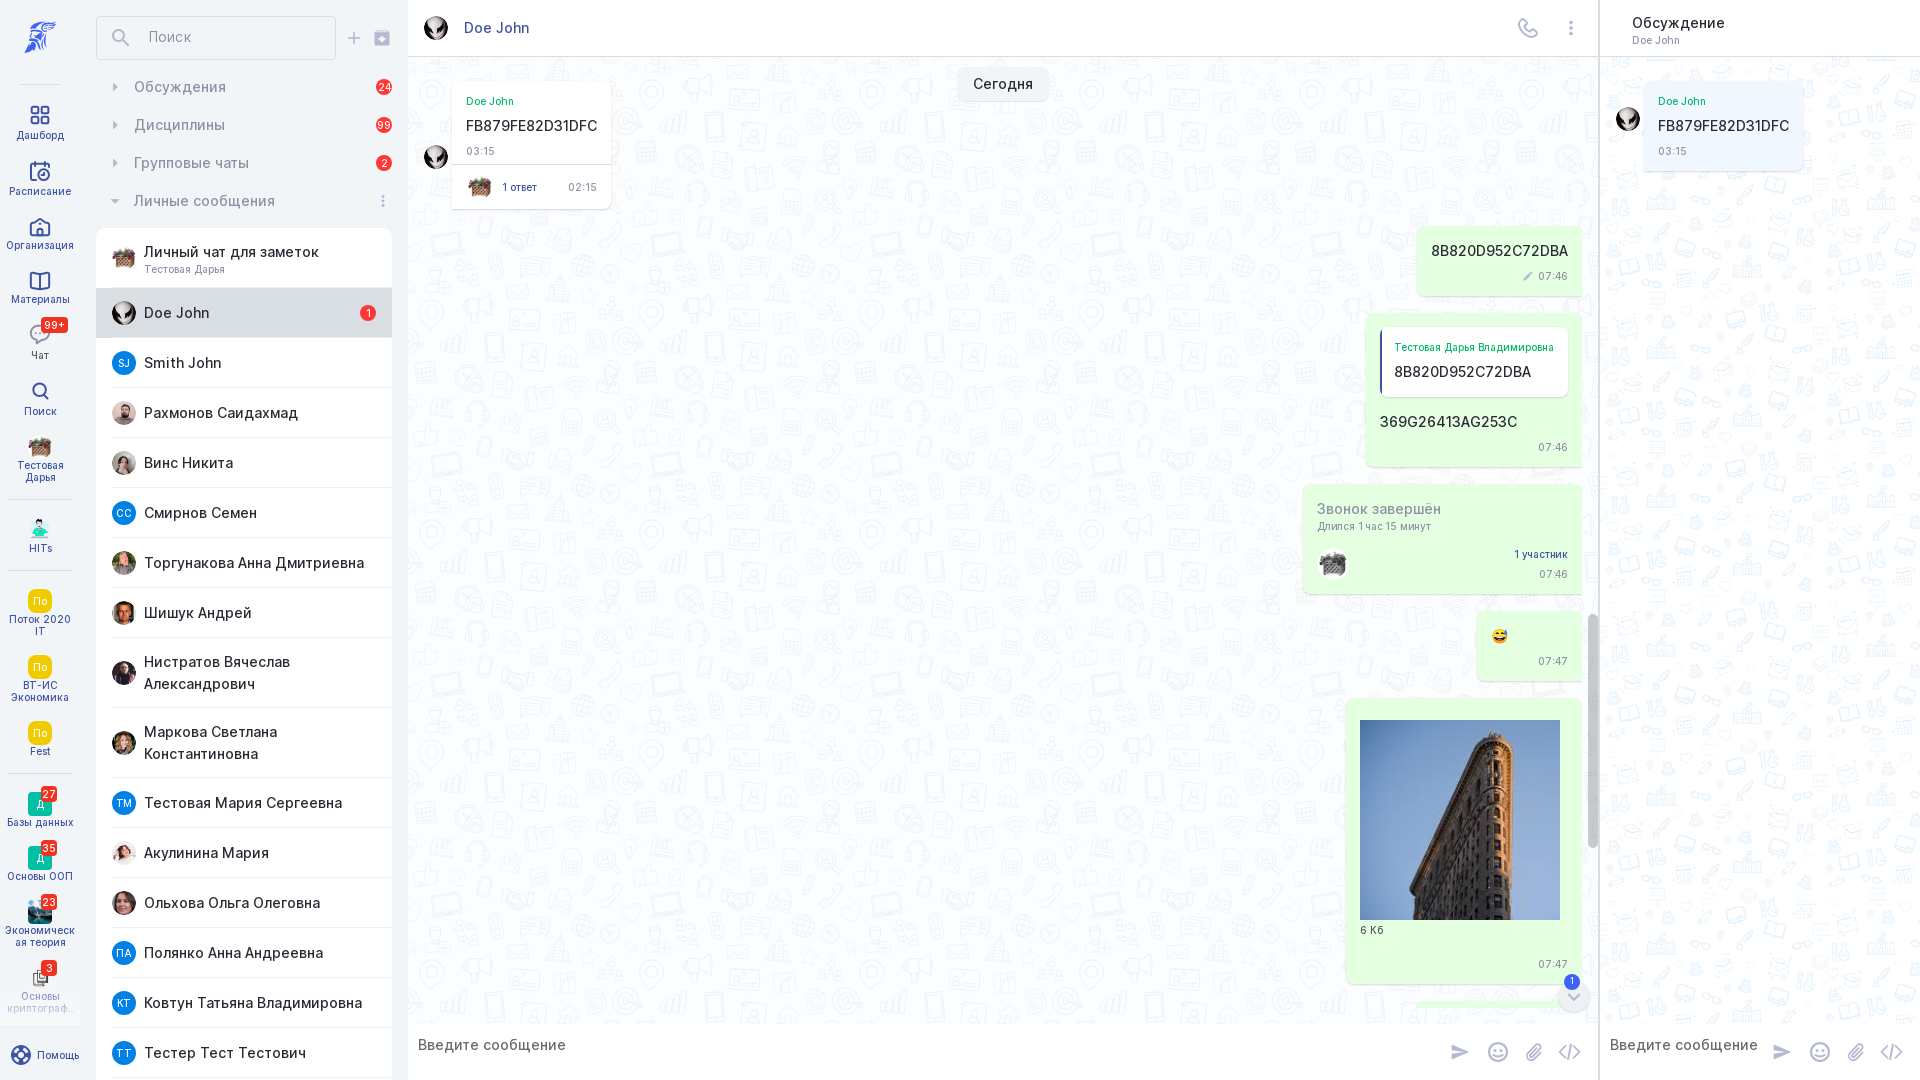 Дашборд
Расписание
Организация
Материалы
99+
Чат
Поиск
Тестовая
Дарья
HITs
По
Поток 2020
IT
По
ВТ-ИС
Экономика
По
Fest
27
Д
Базы данных
35
Д
Основы ООП
23
Экономическ
ая теория
3
Основы
криптограф...
Помощь
Поиск
Обсуждения
24
Дисциплины
99
Групповые чаты
2
Личные сообщения
Личный чат для заметок
Тестовая Дарья
Doe John
1
SJ
Smith John
Рахмонов Саидахмад
Винс Никита
СС
Смирнов Семен
Торгунакова Анна Дмитриевна
Шишук Андрей
Нистратов Вячеслав
Александрович
Маркова Светлана
Константиновна
ТМ
Тестовая Мария Сергеевна
Акулинина Мария
Ольхова Ольга Олеговна
ПА
Полянко Анна Андреевна
КТ
Ковтун Татьяна Владимировна
ТТ
Тестер Тест Тестович
Doe John
Сегодня
Doe John
FB879FE82D31DFC
03:15
1 ответ
02:15
8B820D952C72DBA
07:46
Тестовая Дарья Владимировна
8B820D952C72DBA
369G26413AG253C
07:46
Звонок завершён
Длился 1 час 15 минут
1 участник
07:46
07:47
6 Кб
07:47
1
Введите сообщение
Обсуждение
Doe John
Doe John
FB879FE82D31DFC
03:15
Введите сообщение